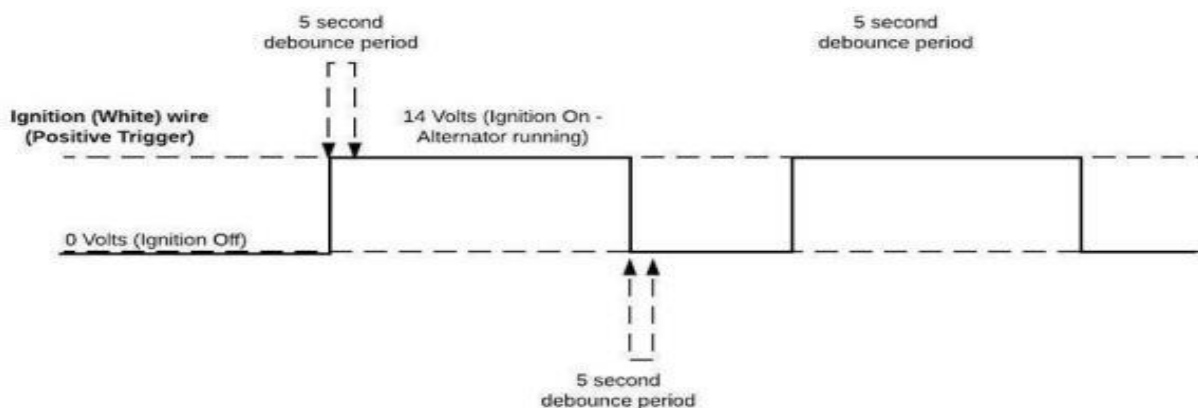 5 second
debounce period
5 second
debounce period
Ignition (White) wire
(Positive Trigger)
14 Volts (Ignition On -
Alternator running)
0 Volts (Ignition Off)
5 second
debounce period